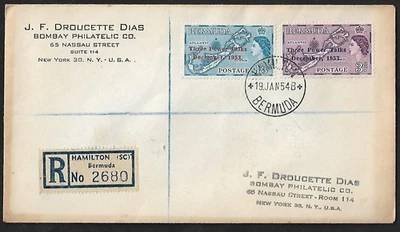 J. F. DROUCETTE DIAS
BOMBAY PHILATELIC CO.
65 NASSAU STREET
SUITE 114
NEW YORK 38, N. Y. - U.S.A.
BERMUDA
Three Power Talks
December, 1953.
POSTAGE
BERMUDA
Three Power Talks
December, 1953.
POSTAGE
3D
HAMILTON
19 JAN 54
BERMUDA
R
HAMILTON (SC)
Bermuda
No 2680
J. F. DROUCETTE DIAS
BOMBAY PHILATELIC CO.
65 NASSAU STREET - ROOM 114
NEW YORK 38, N. Y., U.S.A.